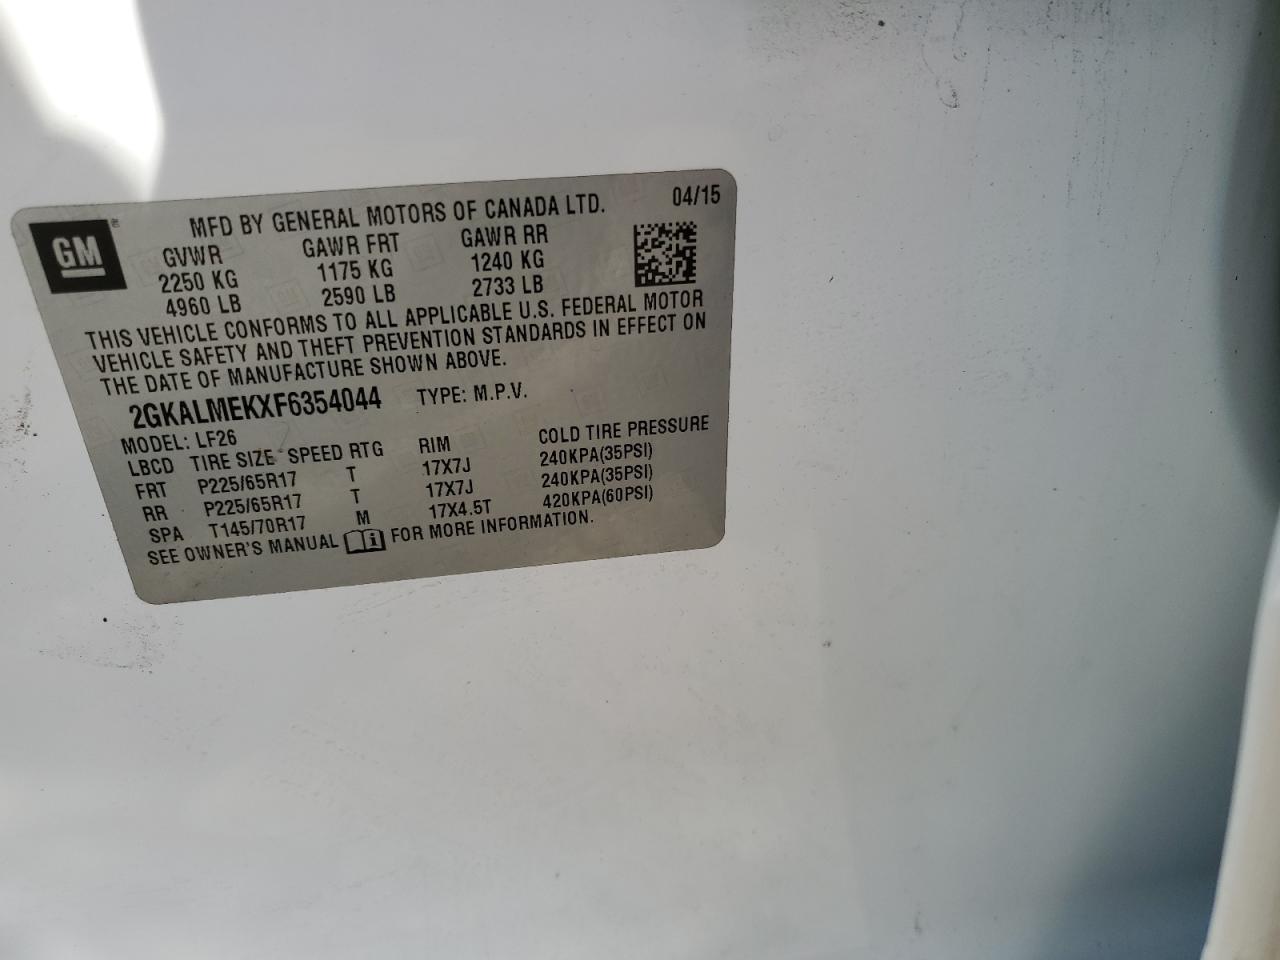 GM
MFD BY GENERAL MOTORS OF CANADA LTD. 04/15
GVWR GAWR FRT GAWR RR
2250 KG 1175 KG 1240 KG
4960 LB 2590 LB 2733 LB
THIS VEHICLE CONFORMS TO ALL APPLICABLE U.S. FEDERAL MOTOR
VEHICLE SAFETY AND THEFT PREVENTION STANDARDS IN EFFECT ON
THE DATE OF MANUFACTURE SHOWN ABOVE.
2GKALMEKXF6354044 TYPE: M.P.V.
MODEL: LF26
LBCD TIRE SIZE SPEED RTG RIM COLD TIRE PRESSURE
FRT P225/65R17 T 17X7J 240KPA(35PSI)
RR P225/65R17 T 17X7J 240KPA(35PSI)
SPA T145/70R17 M 17X4.5T 420KPA(60PSI)
SEE OWNER'S MANUAL FOR MORE INFORMATION.